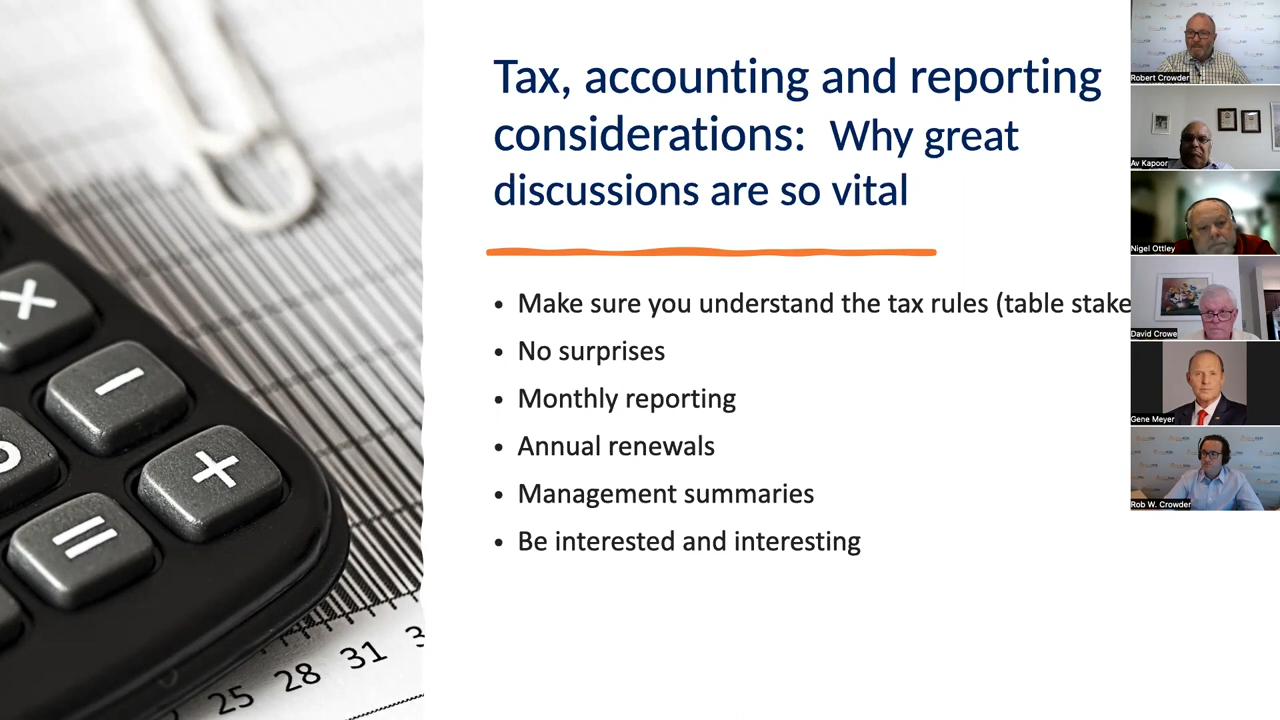 Tax, accounting and reporting
considerations: Why great
discussions are so vital
• Make sure you understand the tax rules (table stake
• No surprises
• Monthly reporting
• Annual renewals
• Management summaries
• Be interested and interesting
Robert Crowder
Av Kapoor
Nigel Ottley
David Crowe
Gene Meyer
Rob W. Crowder
×
−
+
=
25 28 31 3